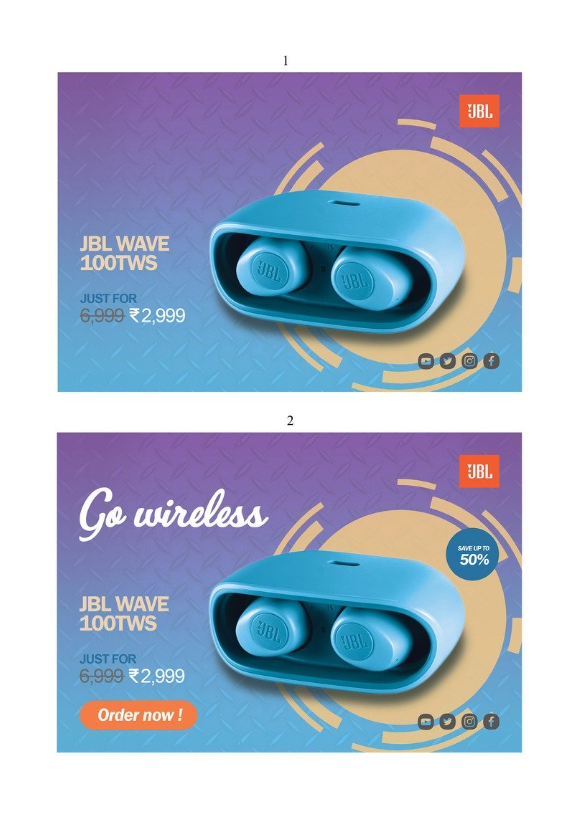 1
JBL
JBL WAVE
100TWS
JBL JBL
JUST FOR
6,999 ₹2,999
2
JBL
Go wireless
SAVE UP TO
50%
JBL WAVE
100TWS
JBL JBL
JUST FOR
6,999 ₹2,999
Order now !